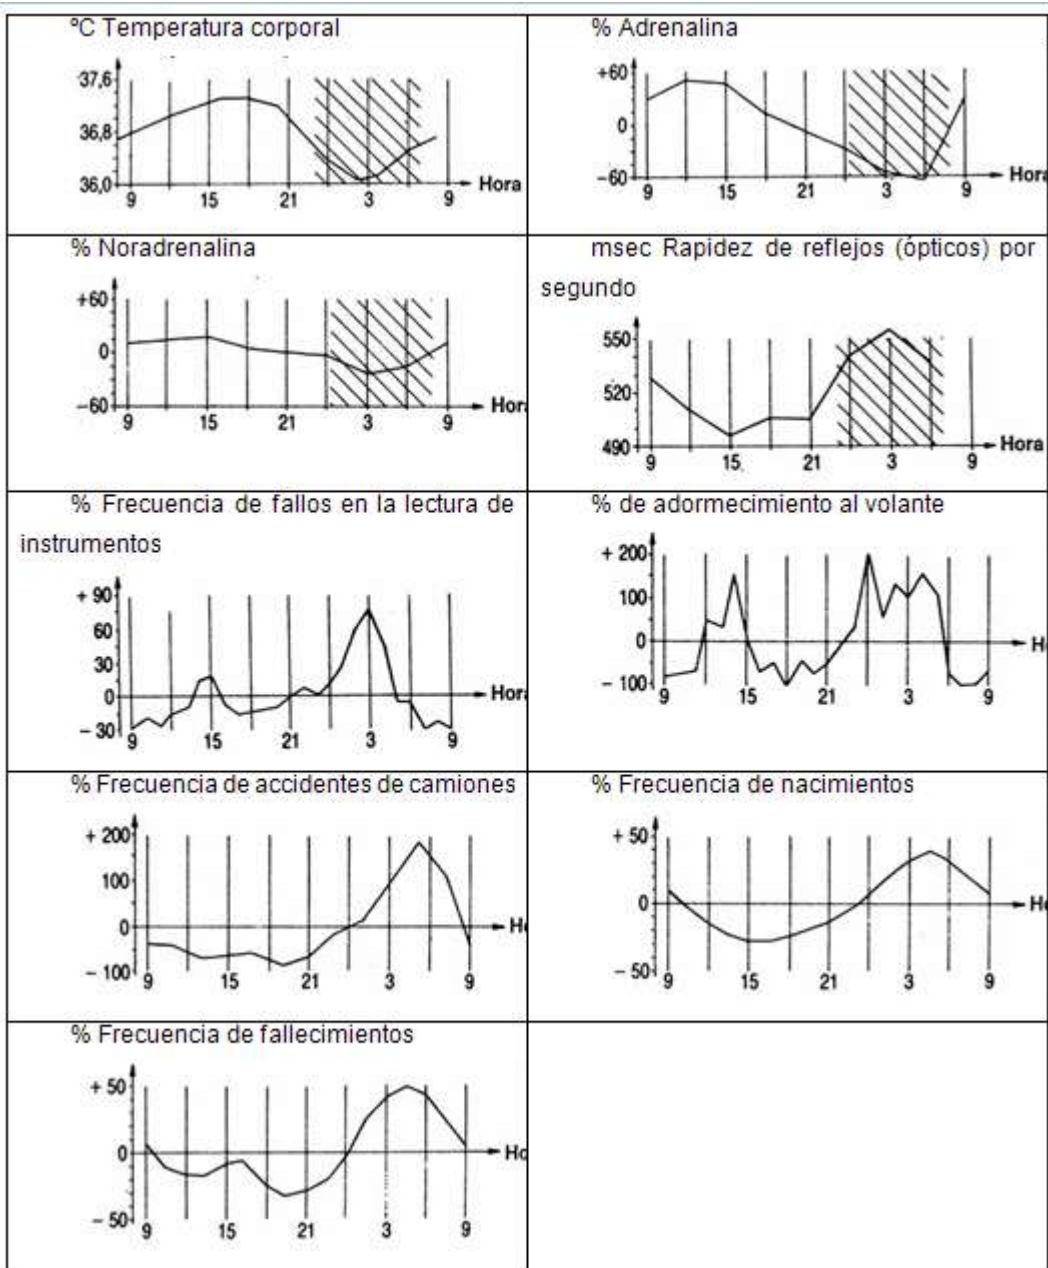 °C Temperatura corporal
37,6
36,8
36,0
9 15 21 3 9
Hora
% Adrenalina
+60
0
−60
9 15 21 3 9
Hora
% Noradrenalina
+60
0
−60
9 15 21 3 9
Hora
msec Rapidez de reflejos (ópticos) por
segundo
550
520
490
9 15 21 3 9
Hora
% Frecuencia de fallos en la lectura de
instrumentos
+ 90
60
30
0
− 30
9 15 21 3 9
Hora
% de adormecimiento al volante
+ 200
100
0
− 100
9 15 21 3 9
H
% Frecuencia de accidentes de camiones
+ 200
100
0
− 100
9 15 21 3 9
H
% Frecuencia de nacimientos
+ 50
0
− 50
9 15 21 3 9
Ho
% Frecuencia de fallecimientos
+ 50
0
− 50
9 15 21 3 9
Ho